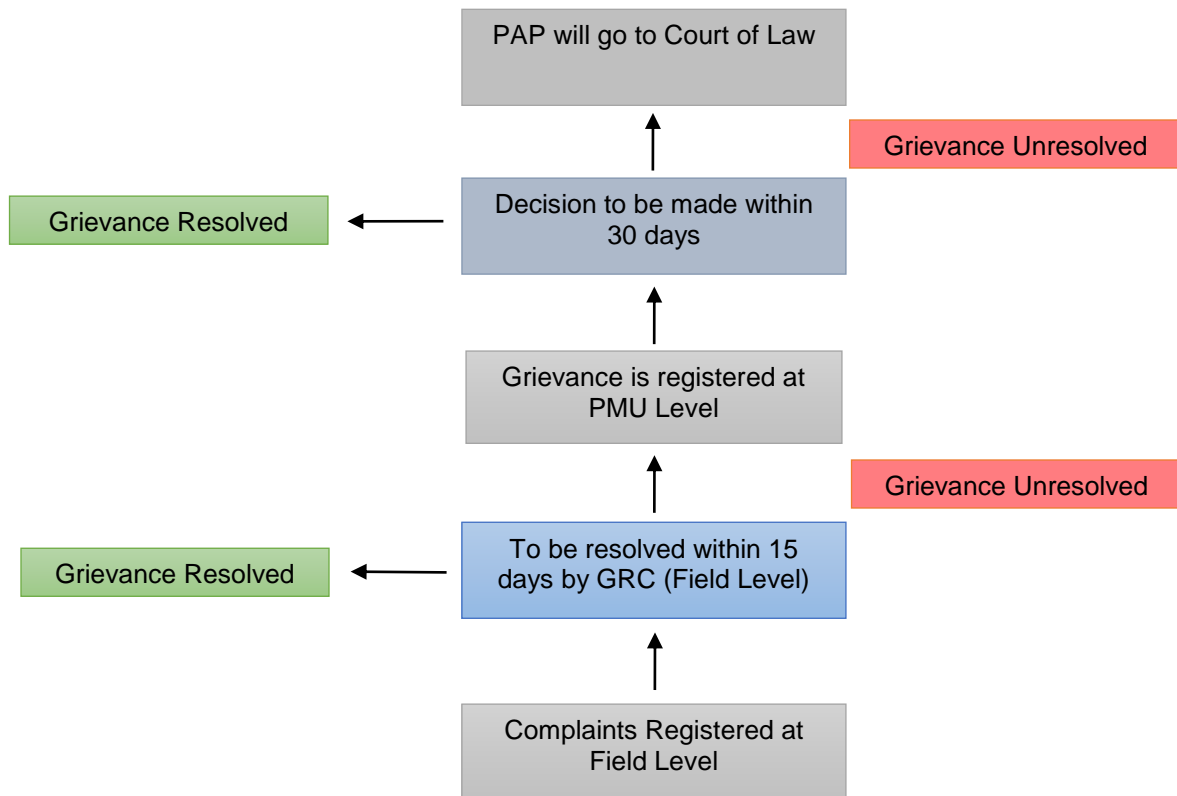 PAP will go to Court of Law
Grievance Unresolved
Decision to be made within
30 days
Grievance Resolved
Grievance is registered at
PMU Level
Grievance Unresolved
To be resolved within 15
days by GRC (Field Level)
Grievance Resolved
Complaints Registered at
Field Level